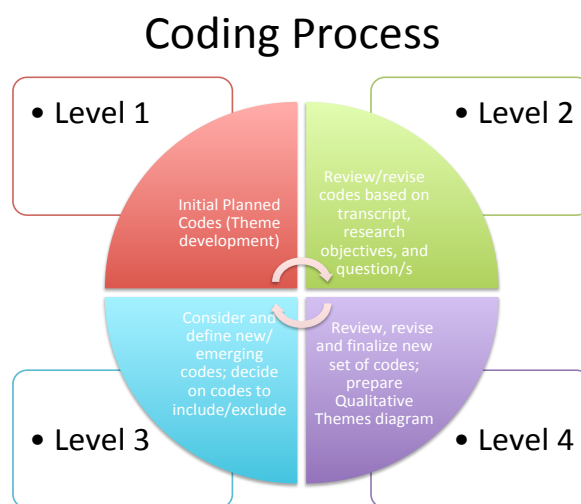 Coding Process
• Level 1
• Level 2
Initial Planned
Codes (Theme
development)
Review/revise
codes based on
transcript,
research
objectives, and
question/s
Consider and
define new/
emerging
codes; decide
on codes to
include/exclude
Review, revise
and finalize new
set of codes;
prepare
Qualitative
Themes diagram
• Level 3
• Level 4